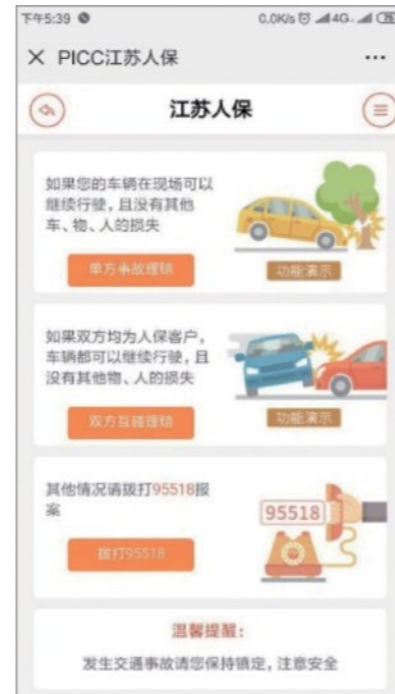 下午5:39
0.0K/s 4G
PICC江苏人保
江苏人保
如果您的车辆在现场可以
继续行驶，且没有其他
车、物、人的损失
单方事故理赔
功能演示
如果双方均为人保客户，
车辆都可以继续行驶，且
没有其他物、人的损失
双方互碰理赔
功能演示
其他情况请拨打95518报
案
95518
拨打95518
温馨提醒：
发生交通事故请您保持镇定，注意安全